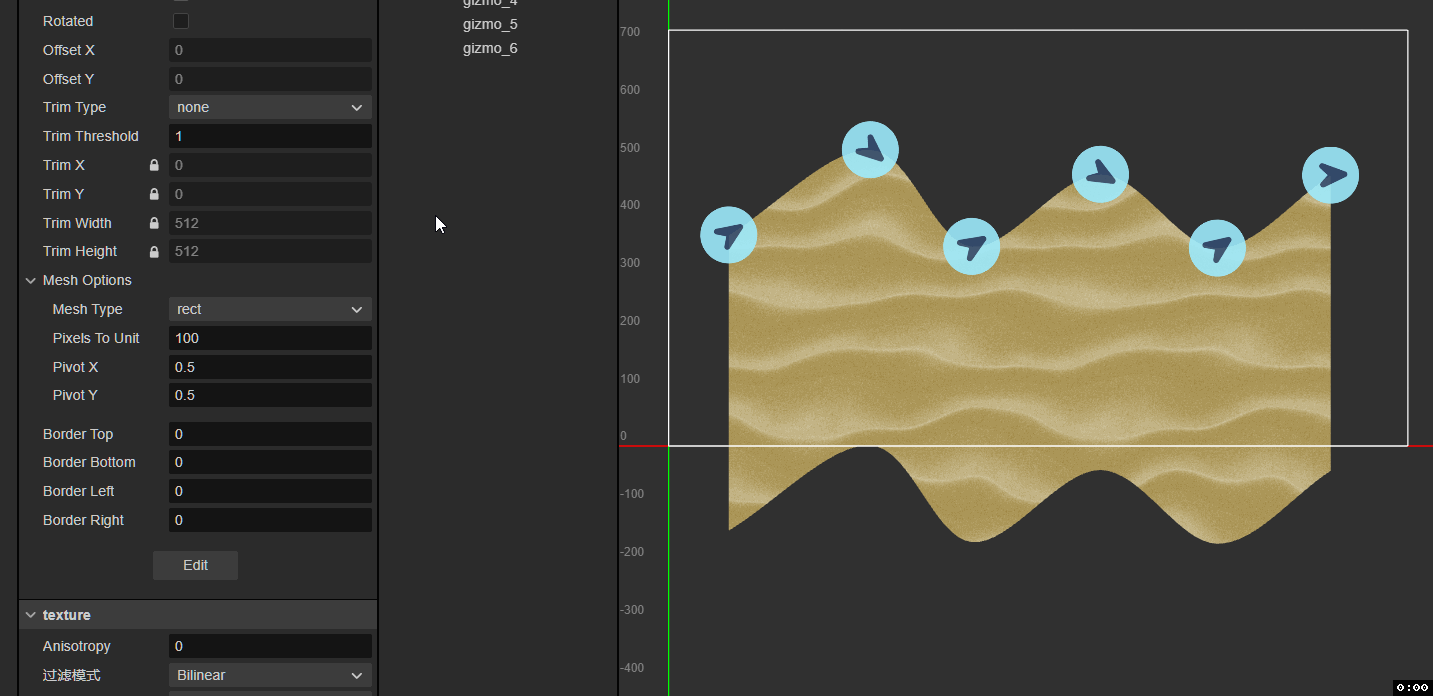 Rotated
Offset X 0
Offset Y 0
Trim Type none
Trim Threshold 1
Trim X 0
Trim Y 0
Trim Width 512
Trim Height 512
Mesh Options
Mesh Type rect
Pixels To Unit 100
Pivot X 0.5
Pivot Y 0.5
Border Top 0
Border Bottom 0
Border Left 0
Border Right 0
Edit
texture
Anisotropy 0
过滤模式 Bilinear
gizmo_4
gizmo_5
gizmo_6
700
600
500
400
300
200
100
0
-100
-200
-300
-400
0:00